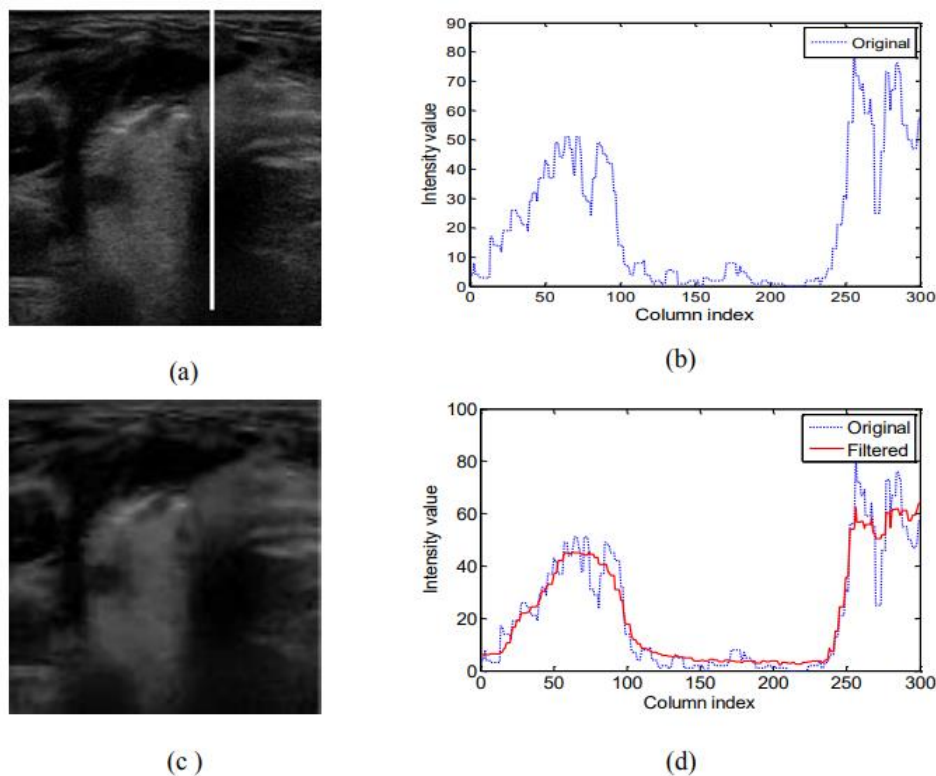 90
80
70
60
50
40
30
20
10
0
Intensity value
Original
0 50 100 150 200 250 300
Column index
(a)
(b)
100
80
60
40
20
0
Intensity value
Original
Filtered
0 50 100 150 200 250 300
Column index
(c )
(d)